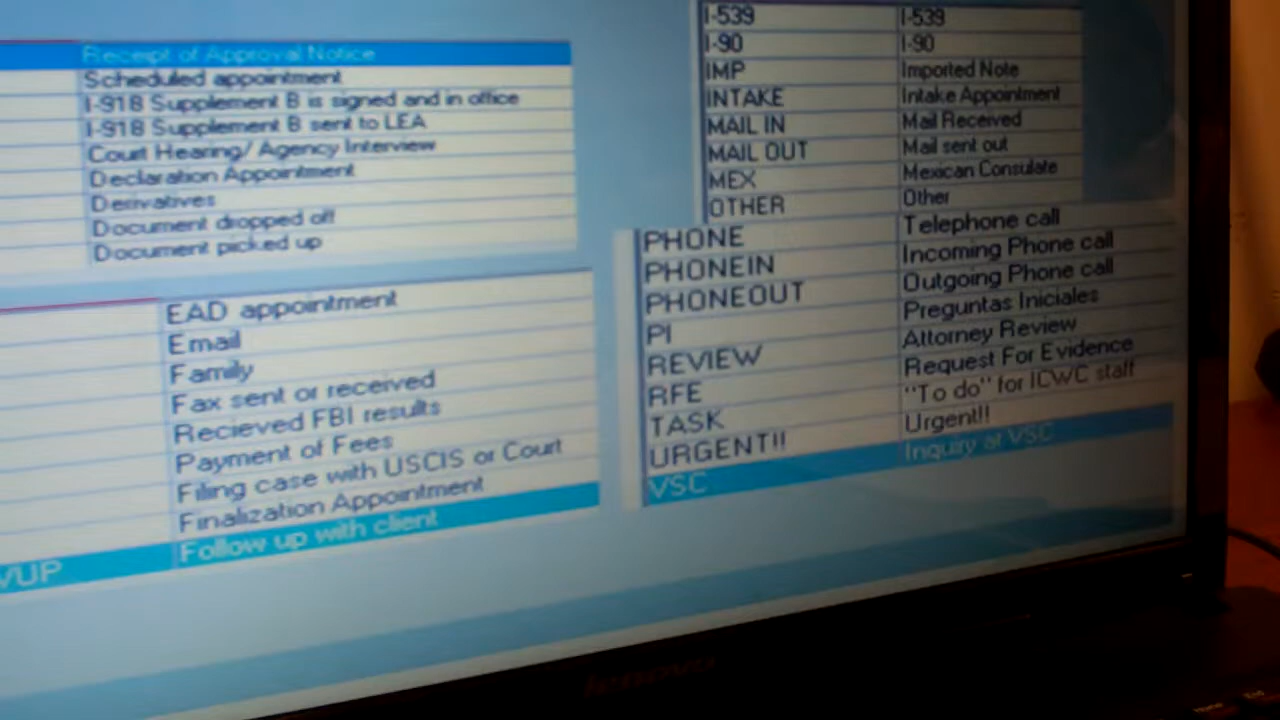 Receipt of Approval Notice
Scheduled appointment
I-918 Supplement B is signed and in office
I-918 Supplement B sent to LEA
Court Hearing/ Agency Interview
Declaration Appointment
Derivatives
Document dropped off
Document picked up
EAD appointment
Email
Family
Fax sent or received
Recieved FBI results
Payment of Fees
Filing case with USCIS or Court
Finalization Appointment
VUP Follow up with client
I-539 I-539
I-90 I-90
IMP Imported Note
INTAKE Intake Appointment
MAIL IN Mail Received
MAIL OUT Mail sent out
MEX Mexican Consulate
OTHER Other
PHONE Telephone call
PHONEIN Incoming Phone call
PHONEOUT Outgoing Phone call
PI Preguntas Iniciales
REVIEW Attorney Review
RFE Request For Evidence
TASK "To do" for ICWC staff
URGENT!! Urgent!!
VSC Inquiry at VSC
lenovo